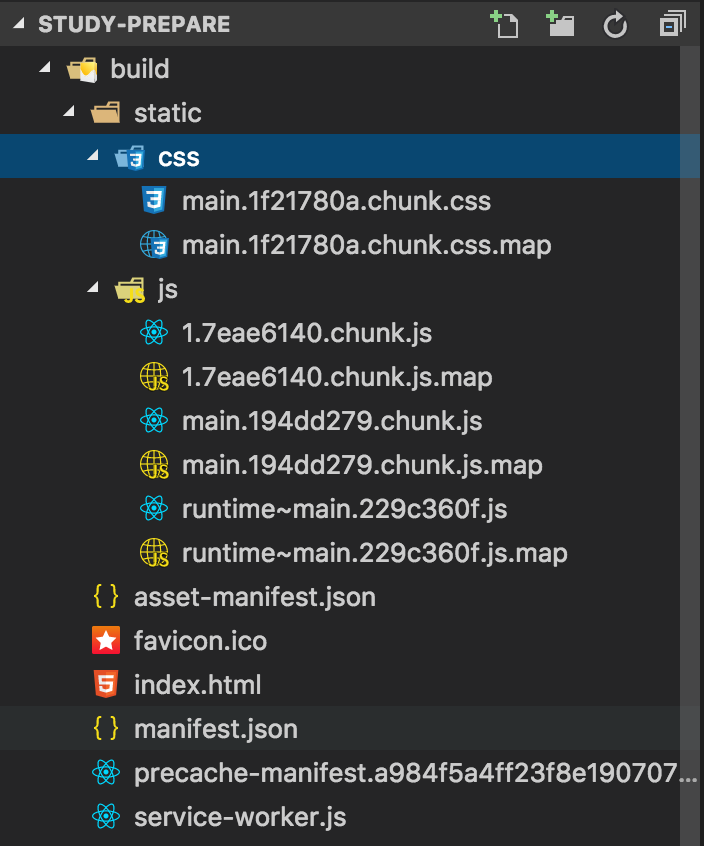 STUDY-PREPARE
build
static
css
main.1f21780a.chunk.css
main.1f21780a.chunk.css.map
js
1.7eae6140.chunk.js
1.7eae6140.chunk.js.map
main.194dd279.chunk.js
main.194dd279.chunk.js.map
runtime~main.229c360f.js
runtime~main.229c360f.js.map
asset-manifest.json
favicon.ico
index.html
manifest.json
precache-manifest.a984f5a4ff23f8e190707...
service-worker.js